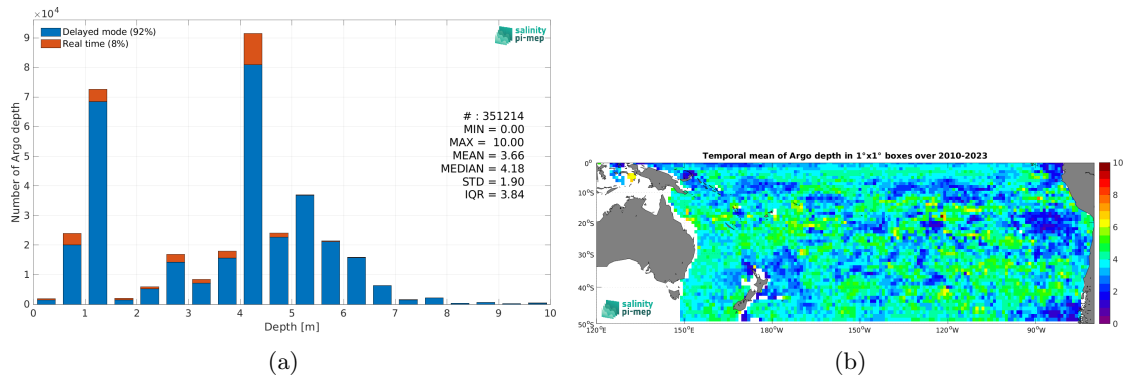 ×10⁴
Delayed mode (92%)
Real time (8%)
salinity
pi-mep
Number of Argo depth
9
8
7
6
5
4
3
2
1
0
# : 351214
MIN = 0.00
MAX = 10.00
MEAN = 3.66
MEDIAN = 4.18
STD = 1.90
IQR = 3.84
0 1 2 3 4 5 6 7 8 9 10
Depth [m]
(a)
Temporal mean of Argo depth in 1°x1° boxes over 2010-2023
0°
10°S
20°S
30°S
40°S
50°S
120°E 150°E 180°W 150°W 120°W 90°W
10
8
6
4
2
0
salinity
pi-mep
(b)